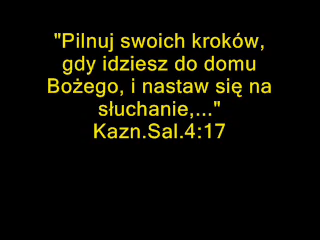 "Pilnuj swoich kroków,
gdy idziesz do domu
Bożego, i nastaw się na
słuchanie,..."
Kazn.Sal.4:17